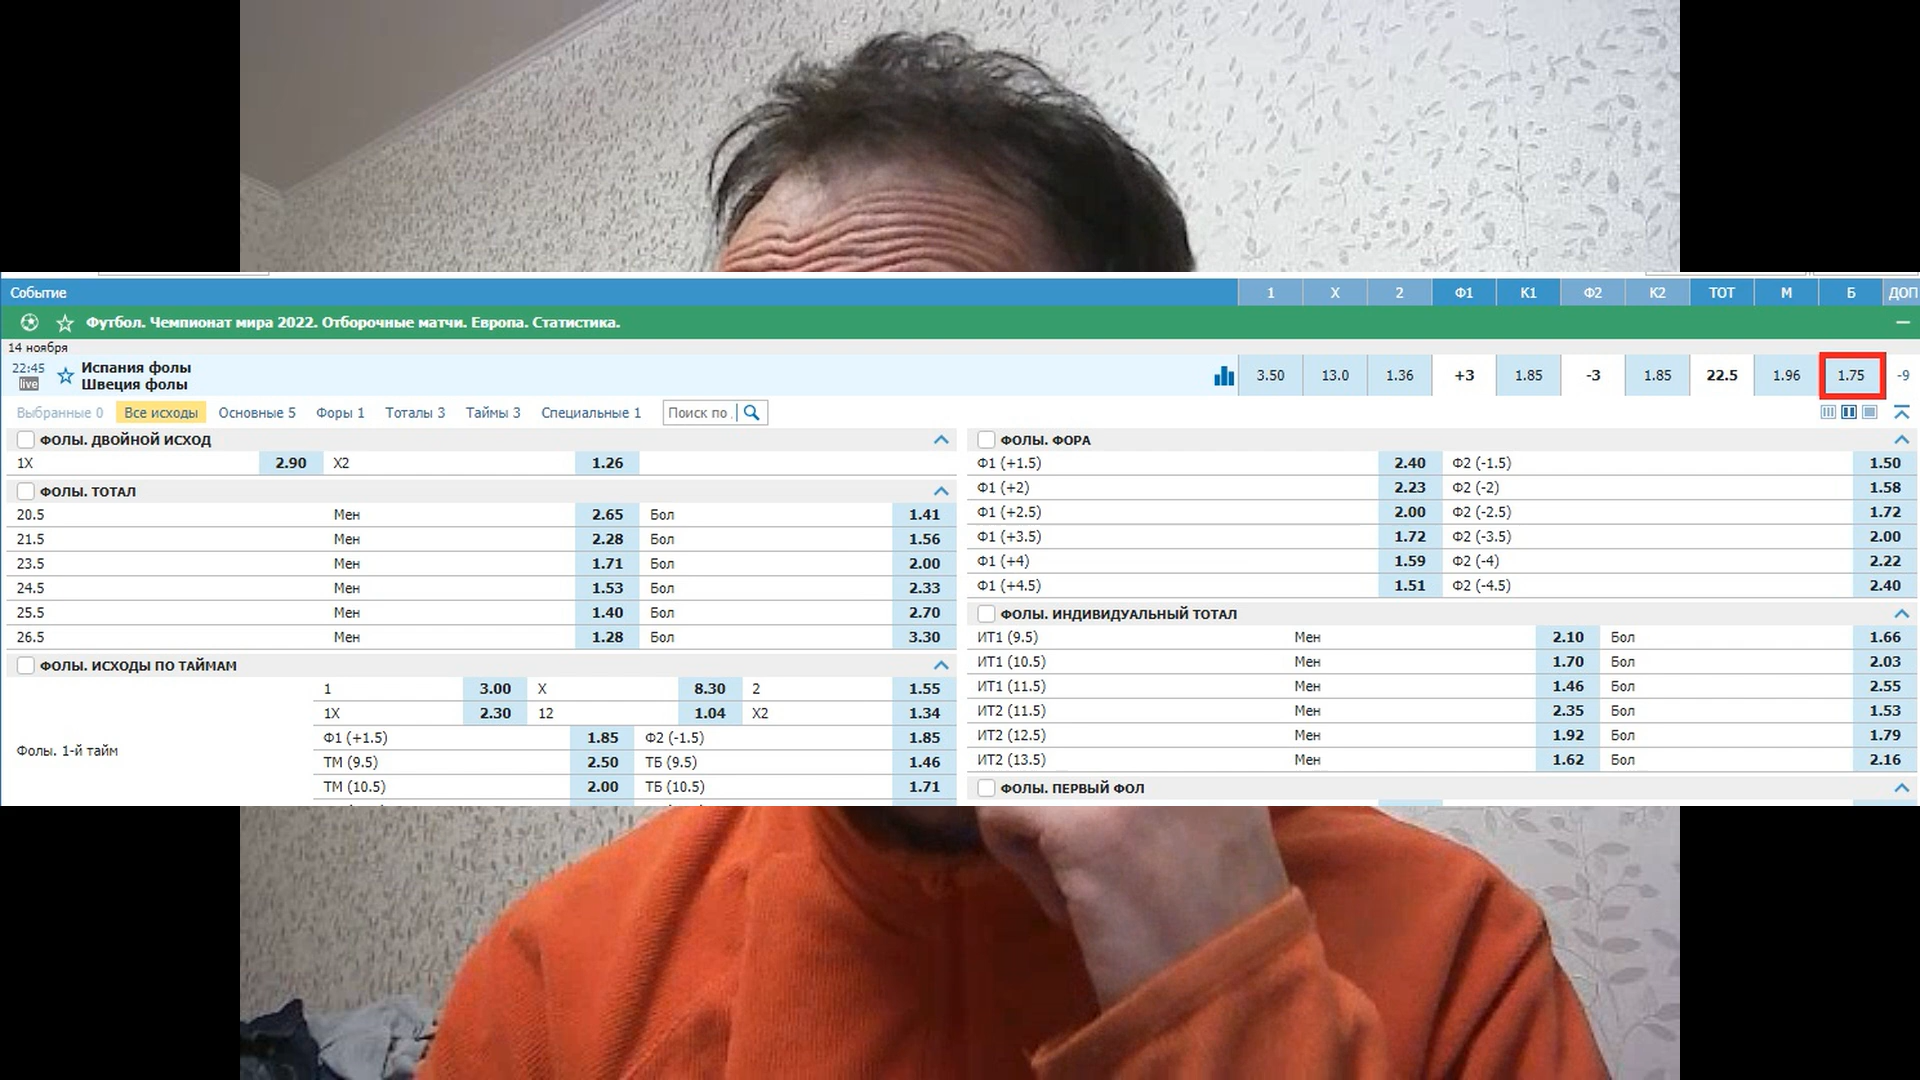 Событие 1 X 2 Ф1 К1 Ф2 К2 ТОТ М Б ДОП
Футбол. Чемпионат мира 2022. Отборочные матчи. Европа. Статистика.
14 ноября
22:45 Испания фолы
live Швеция фолы 3.50 13.0 1.36 +3 1.85 -3 1.85 22.5 1.96 1.75 -9
Выбранные 0 Все исходы Основные 5 Форы 1 Тоталы 3 Таймы 3 Специальные 1 Поиск по
ФОЛЫ. ДВОЙНОЙ ИСХОД
1X 2.90 X2 1.26
ФОЛЫ. ТОТАЛ
20.5 Мен 2.65 Бол 1.41
21.5 Мен 2.28 Бол 1.56
23.5 Мен 1.71 Бол 2.00
24.5 Мен 1.53 Бол 2.33
25.5 Мен 1.40 Бол 2.70
26.5 Мен 1.28 Бол 3.30
ФОЛЫ. ИСХОДЫ ПО ТАЙМАМ
Фолы. 1-й тайм
1 3.00 X 8.30 2 1.55
1X 2.30 12 1.04 X2 1.34
Ф1 (+1.5) 1.85 Ф2 (-1.5) 1.85
ТМ (9.5) 2.50 ТБ (9.5) 1.46
ТМ (10.5) 2.00 ТБ (10.5) 1.71
ФОЛЫ. ФОРА
Ф1 (+1.5) 2.40 Ф2 (-1.5) 1.50
Ф1 (+2) 2.23 Ф2 (-2) 1.58
Ф1 (+2.5) 2.00 Ф2 (-2.5) 1.72
Ф1 (+3.5) 1.72 Ф2 (-3.5) 2.00
Ф1 (+4) 1.59 Ф2 (-4) 2.22
Ф1 (+4.5) 1.51 Ф2 (-4.5) 2.40
ФОЛЫ. ИНДИВИДУАЛЬНЫЙ ТОТАЛ
ИТ1 (9.5) Мен 2.10 Бол 1.66
ИТ1 (10.5) Мен 1.70 Бол 2.03
ИТ1 (11.5) Мен 1.46 Бол 2.55
ИТ2 (11.5) Мен 2.35 Бол 1.53
ИТ2 (12.5) Мен 1.92 Бол 1.79
ИТ2 (13.5) Мен 1.62 Бол 2.16
ФОЛЫ. ПЕРВЫЙ ФОЛ